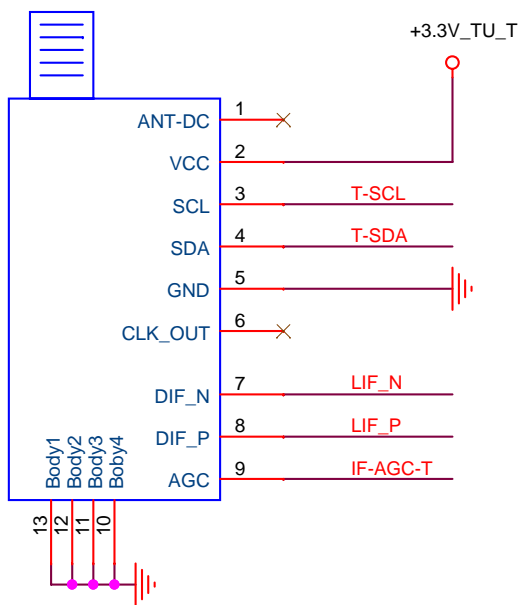 +3.3V_TU_T
ANT-DC 1
VCC 2
SCL 3 T-SCL
SDA 4 T-SDA
GND 5
CLK_OUT 6
DIF_N 7 LIF_N
DIF_P 8 LIF_P
AGC 9 IF-AGC-T
Body1 13
Body2 12
Body3 11
Boby4 10